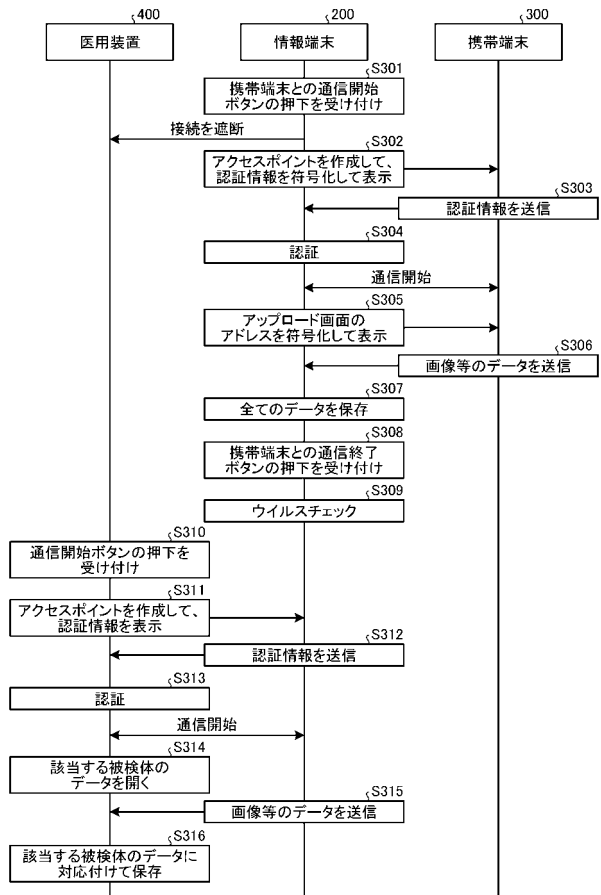 400
医用装置
200
情報端末
300
携帯端末
S301
携帯端末との通信開始
ボタンの押下を受け付け
接続を遮断
S302
アクセスポイントを作成して、
認証情報を符号化して表示
S303
認証情報を送信
S304
認証
通信開始
S305
アップロード画面の
アドレスを符号化して表示
S306
画像等のデータを送信
S307
全てのデータを保存
S308
携帯端末との通信終了
ボタンの押下を受け付け
S309
ウイルスチェック
S310
通信開始ボタンの押下を
受け付け
S311
アクセスポイントを作成して、
認証情報を表示
S312
認証情報を送信
S313
認証
通信開始
S314
該当する被検体の
データを開く
S315
画像等のデータを送信
S316
該当する被検体のデータに
対応付けて保存